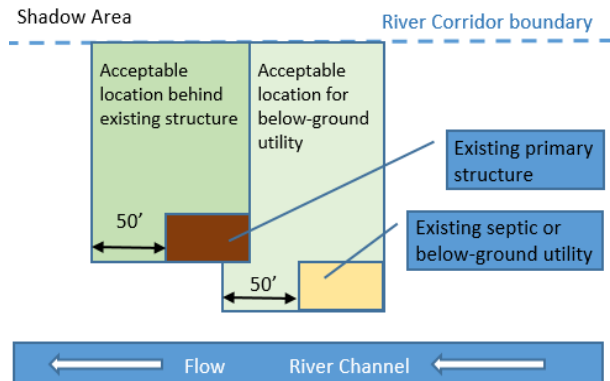 Shadow Area
River Corridor boundary
Acceptable
location behind
existing structure
Acceptable
location for
below-ground
utility
Existing primary
structure
50’
Existing septic or
below-ground utility
50’
Flow
River Channel